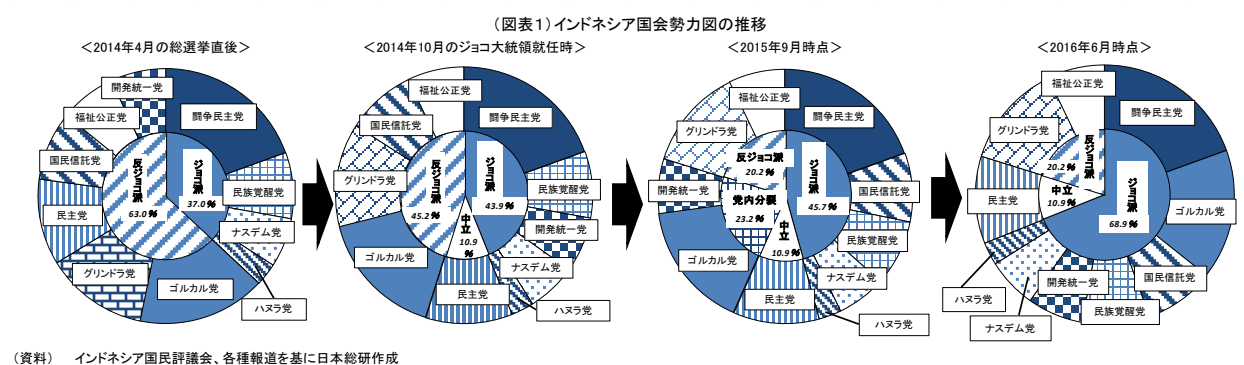 (図表１)インドネシア国会勢力図の推移
＜2014年4月の総選挙直後＞
開発統一党
闘争民主党
福祉公正党
国民信託党
反ジョコ派
63.0％
ジョコ派
37.0％
民族覚醒党
民主党
ナスデム党
グリンドラ党
ゴルカル党
ハヌラ党
＜2014年10月のジョコ大統領就任時＞
福祉公正党
闘争民主党
国民信託党
グリンドラ党
反ジョコ派
45.2％
ジョコ派
43.9％
中立
10.9％
民族覚醒党
開発統一党
ゴルカル党
ナスデム党
民主党
ハヌラ党
＜2015年9月時点＞
福祉公正党
闘争民主党
グリンドラ党
反ジョコ派
20.2％
ジョコ派
45.7％
開発統一党
党内分裂
23.2％
中立
10.9％
国民信託党
民族覚醒党
ゴルカル党
ナスデム党
民主党
ハヌラ党
＜2016年6月時点＞
福祉公正党
闘争民主党
グリンドラ党
反ジョコ派
20.2％
中立
10.9％
ジョコ派
68.9％
民主党
ゴルカル党
国民信託党
開発統一党
民族覚醒党
ハヌラ党
ナスデム党
（資料） インドネシア国民評議会、各種報道を基に日本総研作成